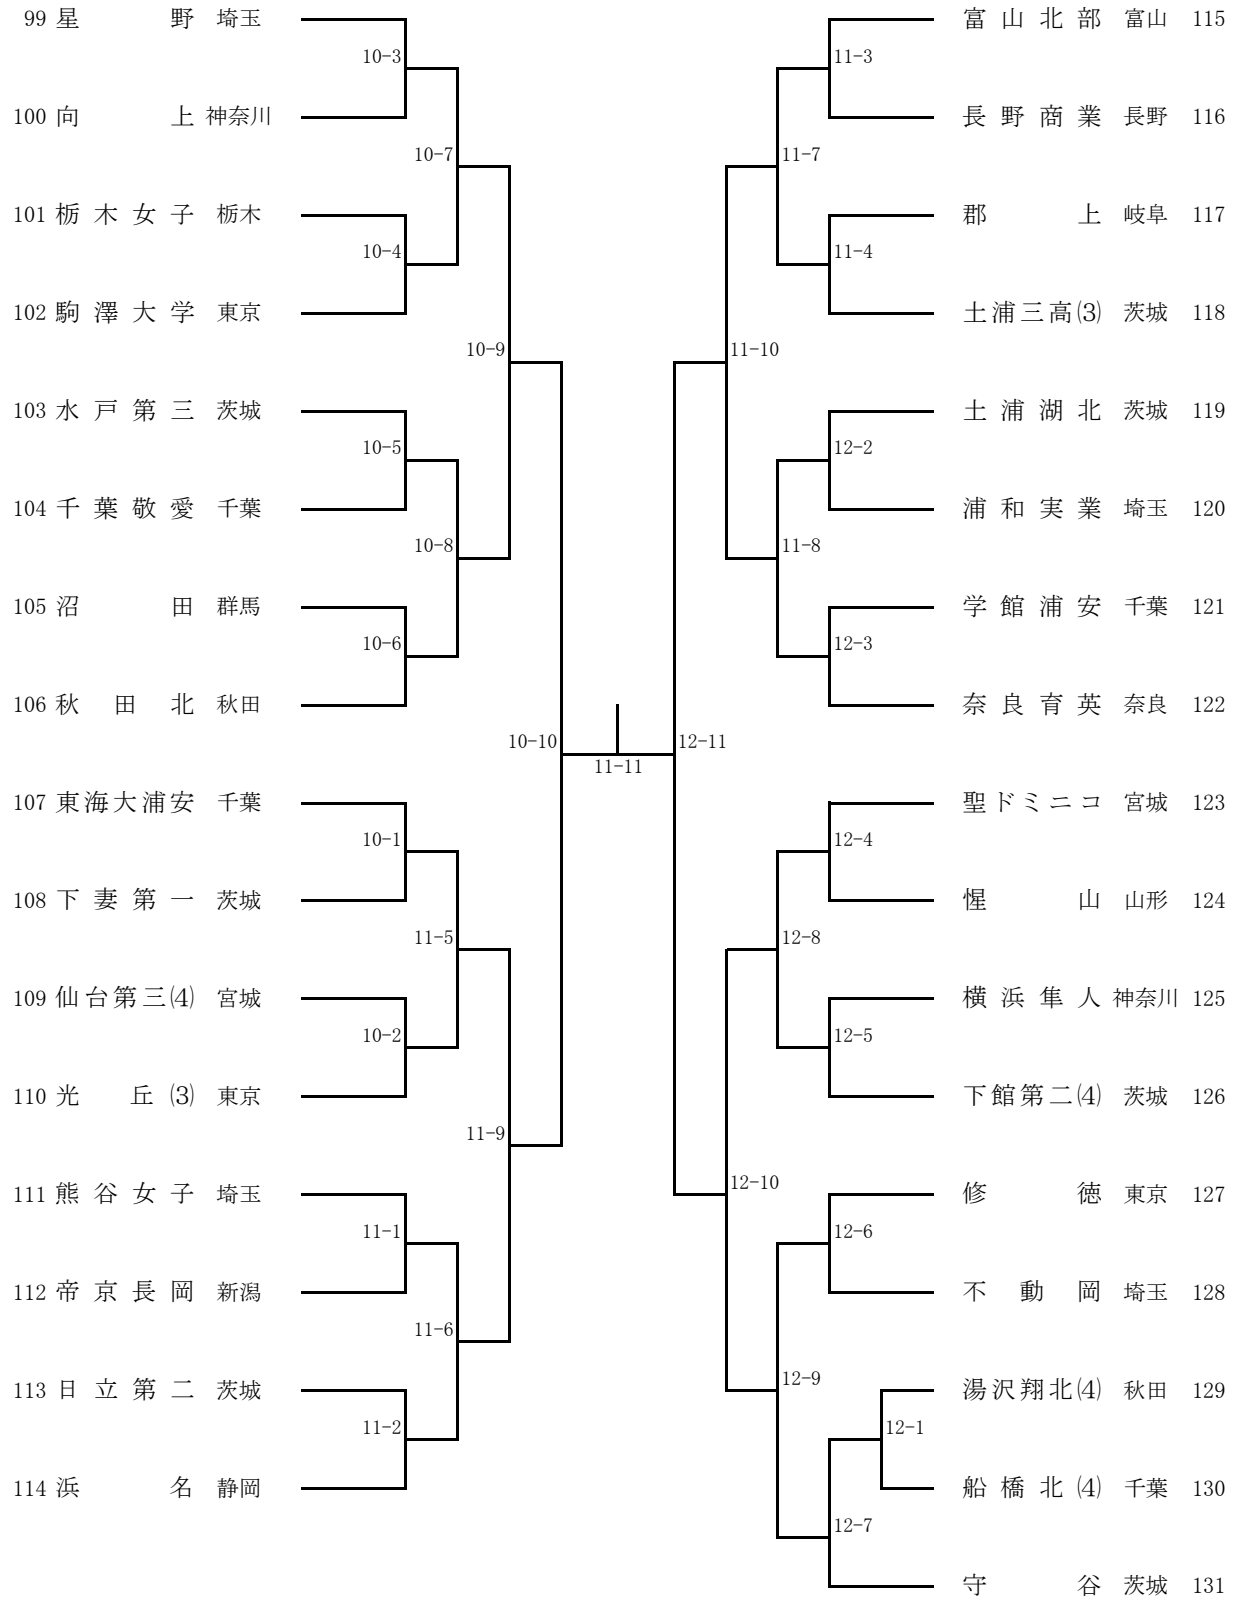 99 星野 埼玉
10-3
100 向上 神奈川
10-7
101 栃木女子 栃木
10-4
102 駒澤大学 東京
10-9
103 水戸第三 茨城
10-5
104 千葉敬愛 千葉
10-8
105 沼田 群馬
10-6
106 秋田北 秋田
10-10
107 東海大浦安 千葉
10-1
108 下妻第一 茨城
11-5
109 仙台第三(4) 宮城
10-2
110 光丘(3) 東京
11-9
111 熊谷女子 埼玉
11-1
112 帝京長岡 新潟
11-6
113 日立第二 茨城
11-2
114 浜名 静岡
11-11
富山北部 富山 115
11-3
長野商業 長野 116
11-7
郡上 岐阜 117
11-4
土浦三高(3) 茨城 118
11-10
土浦湖北 茨城 119
12-2
浦和実業 埼玉 120
11-8
学館浦安 千葉 121
12-3
奈良育英 奈良 122
12-11
聖ドミニコ 宮城 123
12-4
惺山 山形 124
12-8
横浜隼人 神奈川 125
12-5
下館第二(4) 茨城 126
12-10
修徳 東京 127
12-6
不動岡 埼玉 128
12-9
湯沢翔北(4) 秋田 129
12-1
船橋北(4) 千葉 130
12-7
守谷 茨城 131